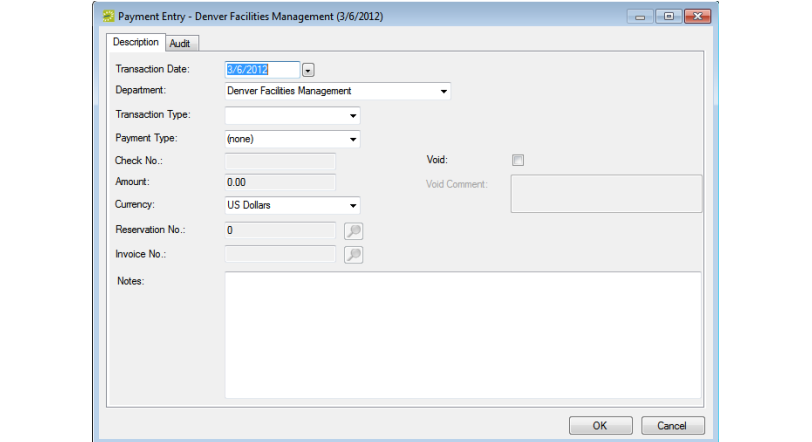 Payment Entry - Denver Facilities Management (3/6/2012)
Description Audit
Transaction Date: 3/6/2012
Department: Denver Facilities Management
Transaction Type:
Payment Type: (none)
Check No.: Void:
Amount: 0.00 Void Comment:
Currency: US Dollars
Reservation No.: 0
Invoice No.:
Notes:
OK Cancel